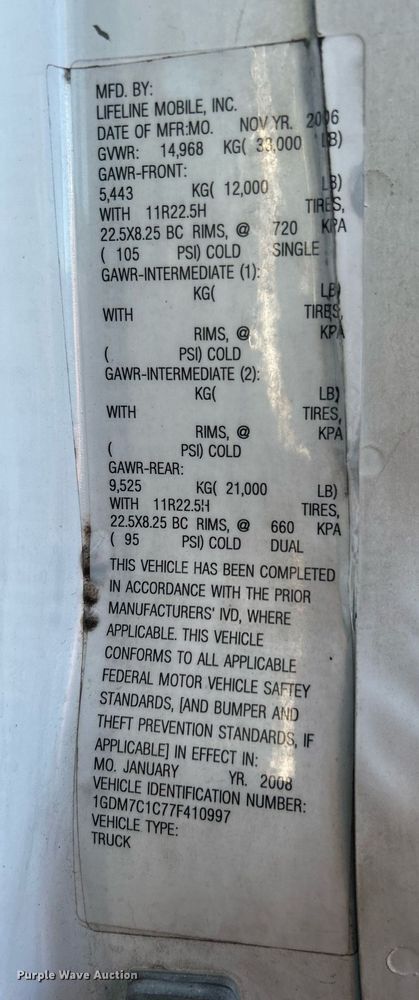 MFD. BY:
LIFELINE MOBILE, INC.
DATE OF MFR:MO. NOV YR. 2006
GVWR: 14,968 KG( 33,000 LB)
GAWR-FRONT:
5,443 KG( 12,000 LB)
WITH 11R22.5H TIRES,
22.5X8.25 BC RIMS, @ 720 KPA
( 105 PSI) COLD SINGLE
GAWR-INTERMEDIATE (1):
KG( LB)
WITH TIRES,
RIMS, @ KPA
( PSI) COLD
GAWR-INTERMEDIATE (2):
KG( LB)
WITH TIRES,
RIMS, @ KPA
( PSI) COLD
GAWR-REAR:
9,525 KG( 21,000 LB)
WITH 11R22.5H TIRES,
22.5X8.25 BC RIMS, @ 660 KPA
( 95 PSI) COLD DUAL
THIS VEHICLE HAS BEEN COMPLETED
IN ACCORDANCE WITH THE PRIOR
MANUFACTURERS' IVD, WHERE
APPLICABLE. THIS VEHICLE
CONFORMS TO ALL APPLICABLE
FEDERAL MOTOR VEHICLE SAFTEY
STANDARDS, [AND BUMPER AND
THEFT PREVENTION STANDARDS, IF
APPLICABLE] IN EFFECT IN:
MO. JANUARY YR. 2008
VEHICLE IDENTIFICATION NUMBER:
1GDM7C1C77F410997
VEHICLE TYPE:
TRUCK
Purple Wave Auction